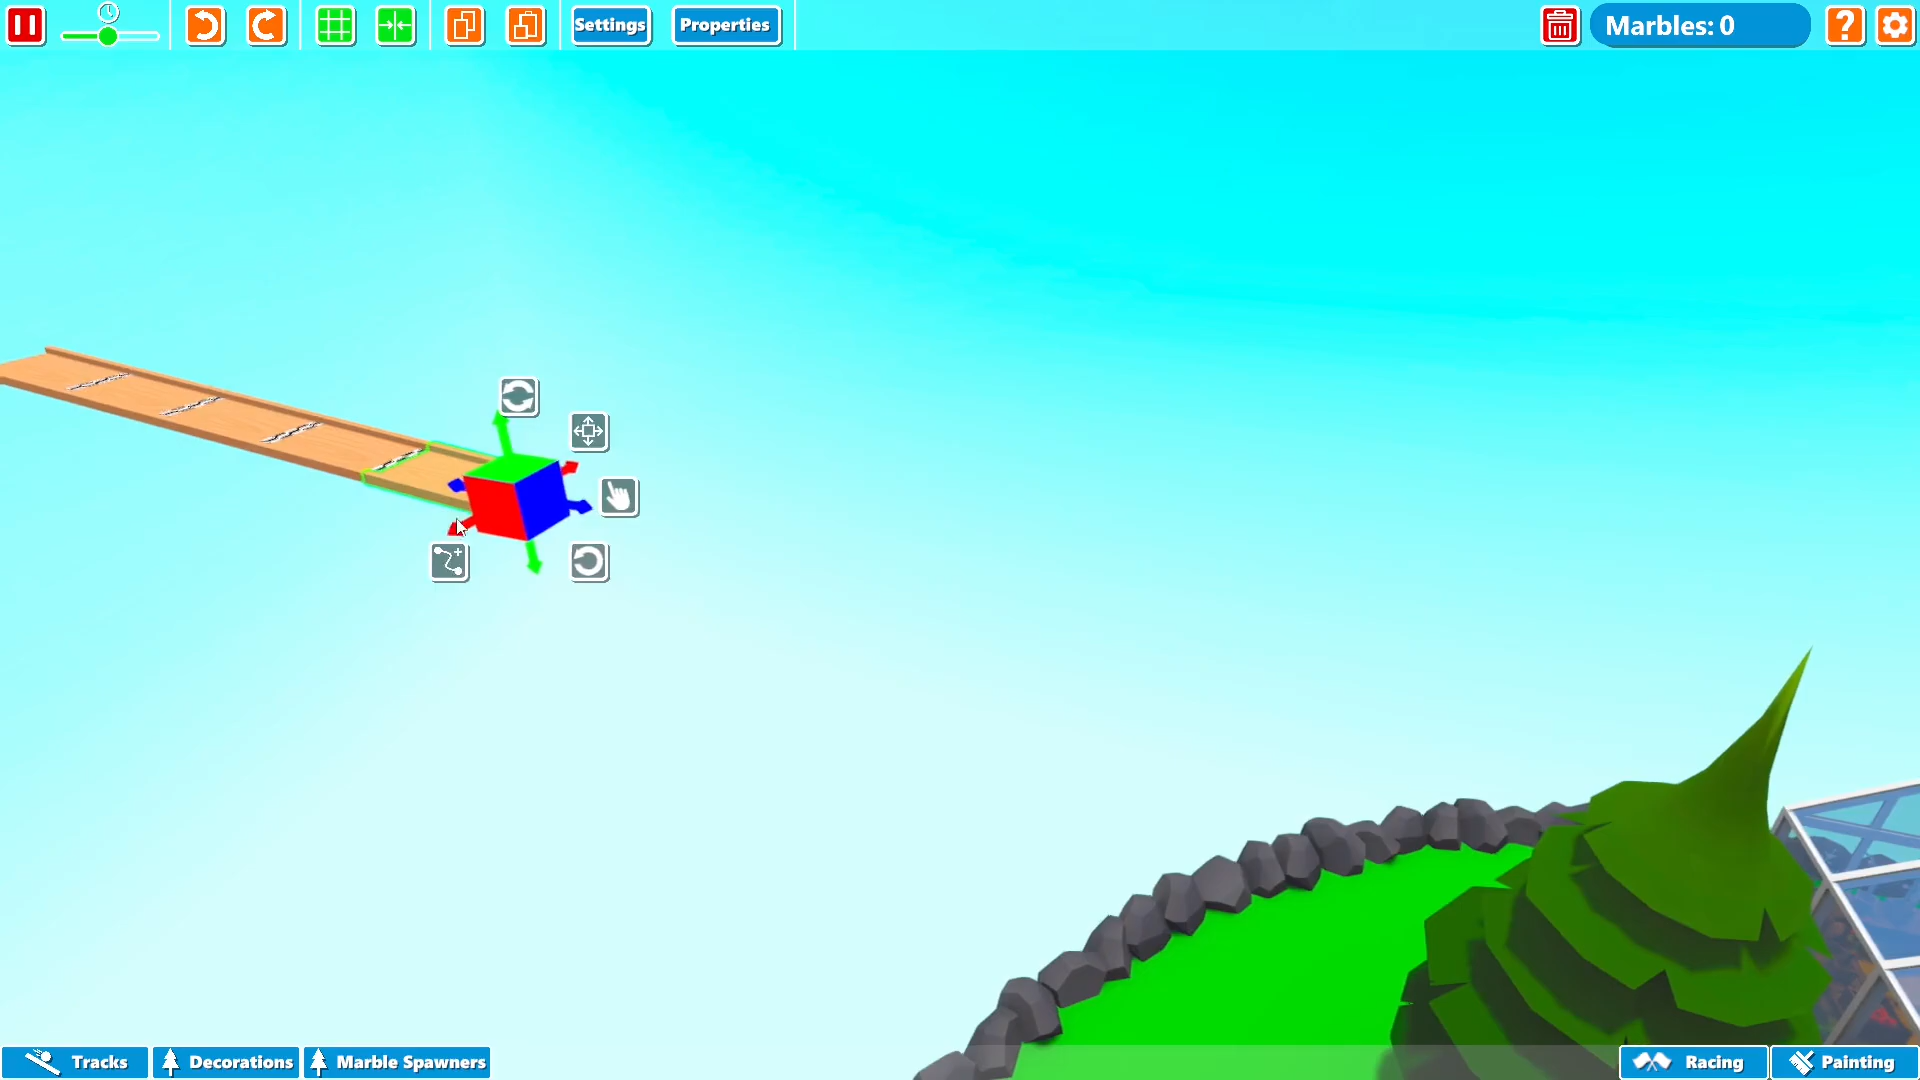 Settings
Properties
Marbles: 0
?
Tracks
Decorations
Marble Spawners
Racing
Painting